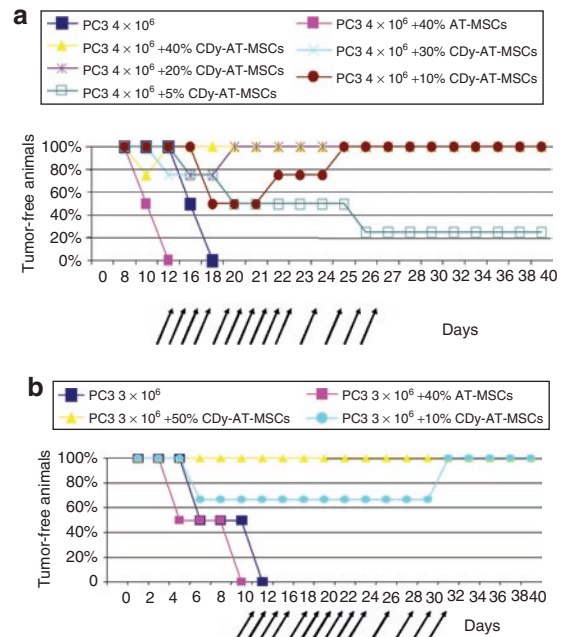 a
PC3 4 × 10⁶
PC3 4 × 10⁶ +40% AT-MSCs
PC3 4 × 10⁶ +40% CDy-AT-MSCs
PC3 4 × 10⁶ +30% CDy-AT-MSCs
PC3 4 × 10⁶ +20% CDy-AT-MSCs
PC3 4 × 10⁶ +10% CDy-AT-MSCs
PC3 4 × 10⁶ +5% CDy-AT-MSCs
Tumor-free animals
100%
80%
60%
40%
20%
0%
0 8 10 12 16 18 20 21 22 23 24 25 26 27 28 30 32 34 36 38 40
Days
b
PC3 3 × 10⁶
PC3 3 × 10⁶ +40% AT-MSCs
PC3 3 × 10⁶ +50% CDy-AT-MSCs
PC3 3 × 10⁶ +10% CDy-AT-MSCs
Tumor-free animals
100%
80%
60%
40%
20%
0
0 2 4 6 8 10 12 16 18 19 20 22 24 26 28 30 32 34 36 38 40
Days